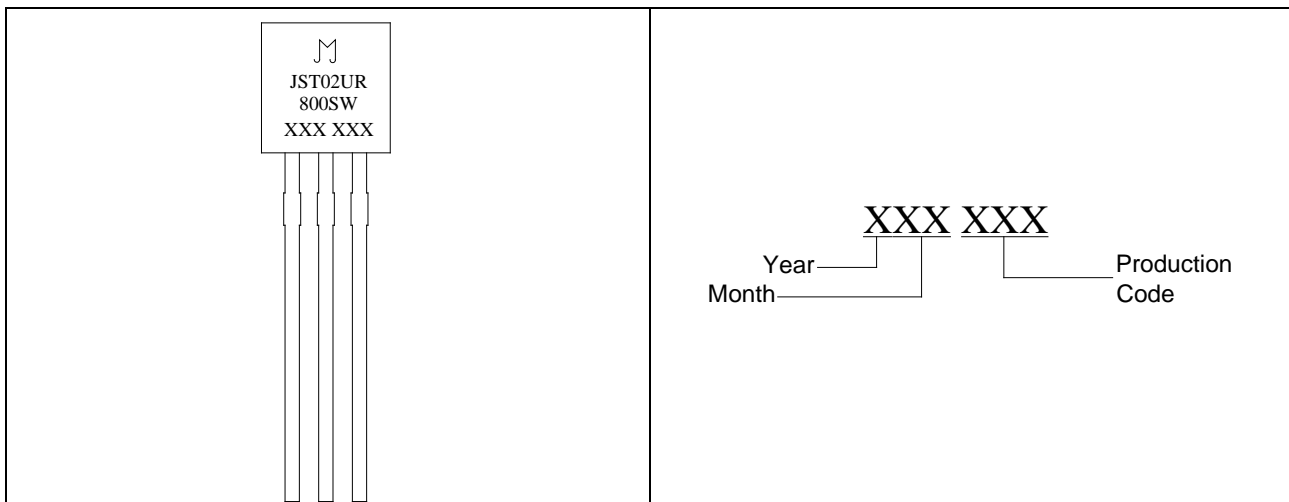 JST02UR
800SW
XXX XXX
XXX XXX
Year
Month
Production
Code